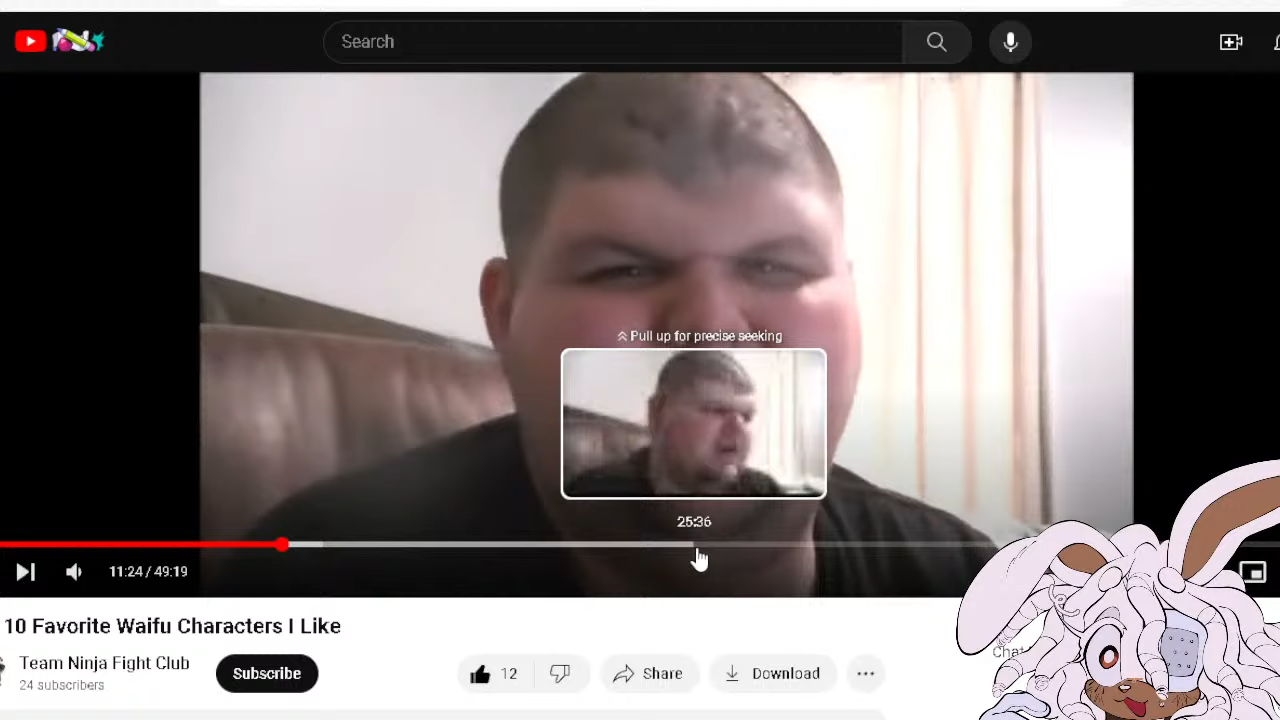 Search
Pull up for precise seeking
25:36
11:24 / 49:19
10 Favorite Waifu Characters I Like
Team Ninja Fight Club
24 subscribers
Subscribe
12
Share
Download
Chat